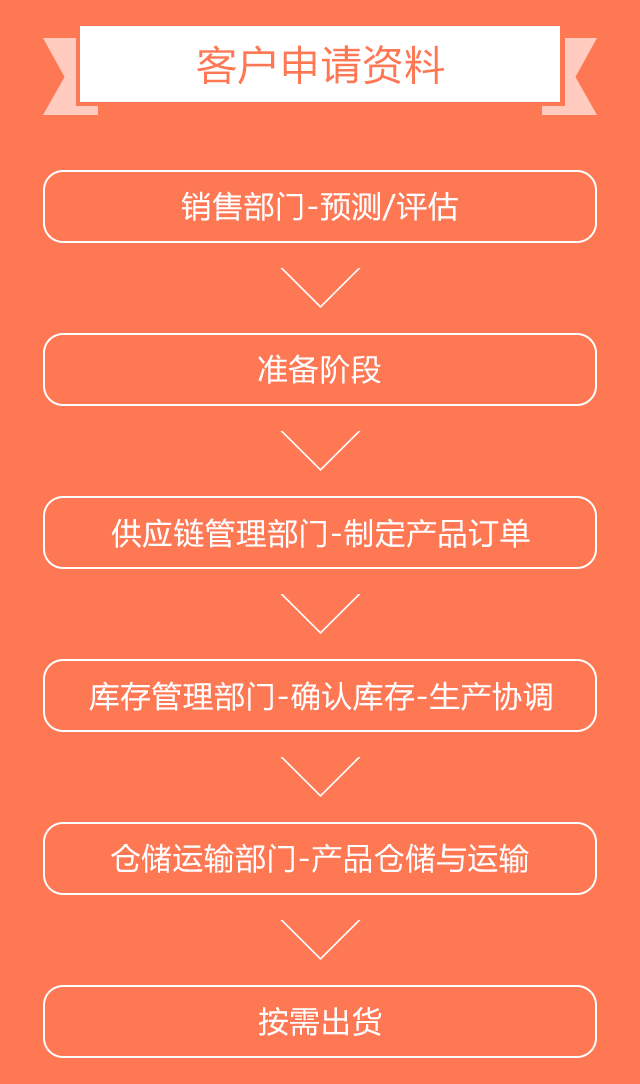 客户申请资料
销售部门-预测/评估
准备阶段
供应链管理部门-制定产品订单
库存管理部门-确认库存-生产协调
仓储运输部门-产品仓储与运输
按需出货